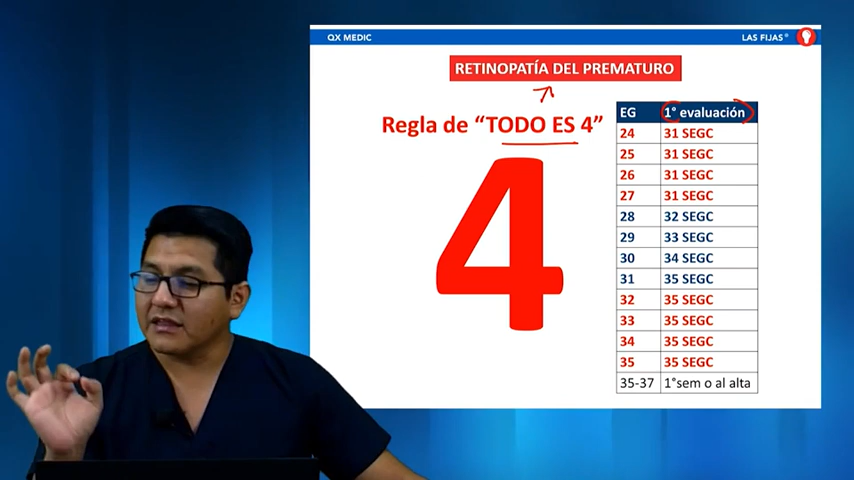 QX MEDIC
LAS FIJAS®
RETINOPATÍA DEL PREMATURO
Regla de “TODO ES 4”
4
EG 1° evaluación
24 31 SEGC
25 31 SEGC
26 31 SEGC
27 31 SEGC
28 32 SEGC
29 33 SEGC
30 34 SEGC
31 35 SEGC
32 35 SEGC
33 35 SEGC
34 35 SEGC
35 35 SEGC
35-37 1°sem o al alta